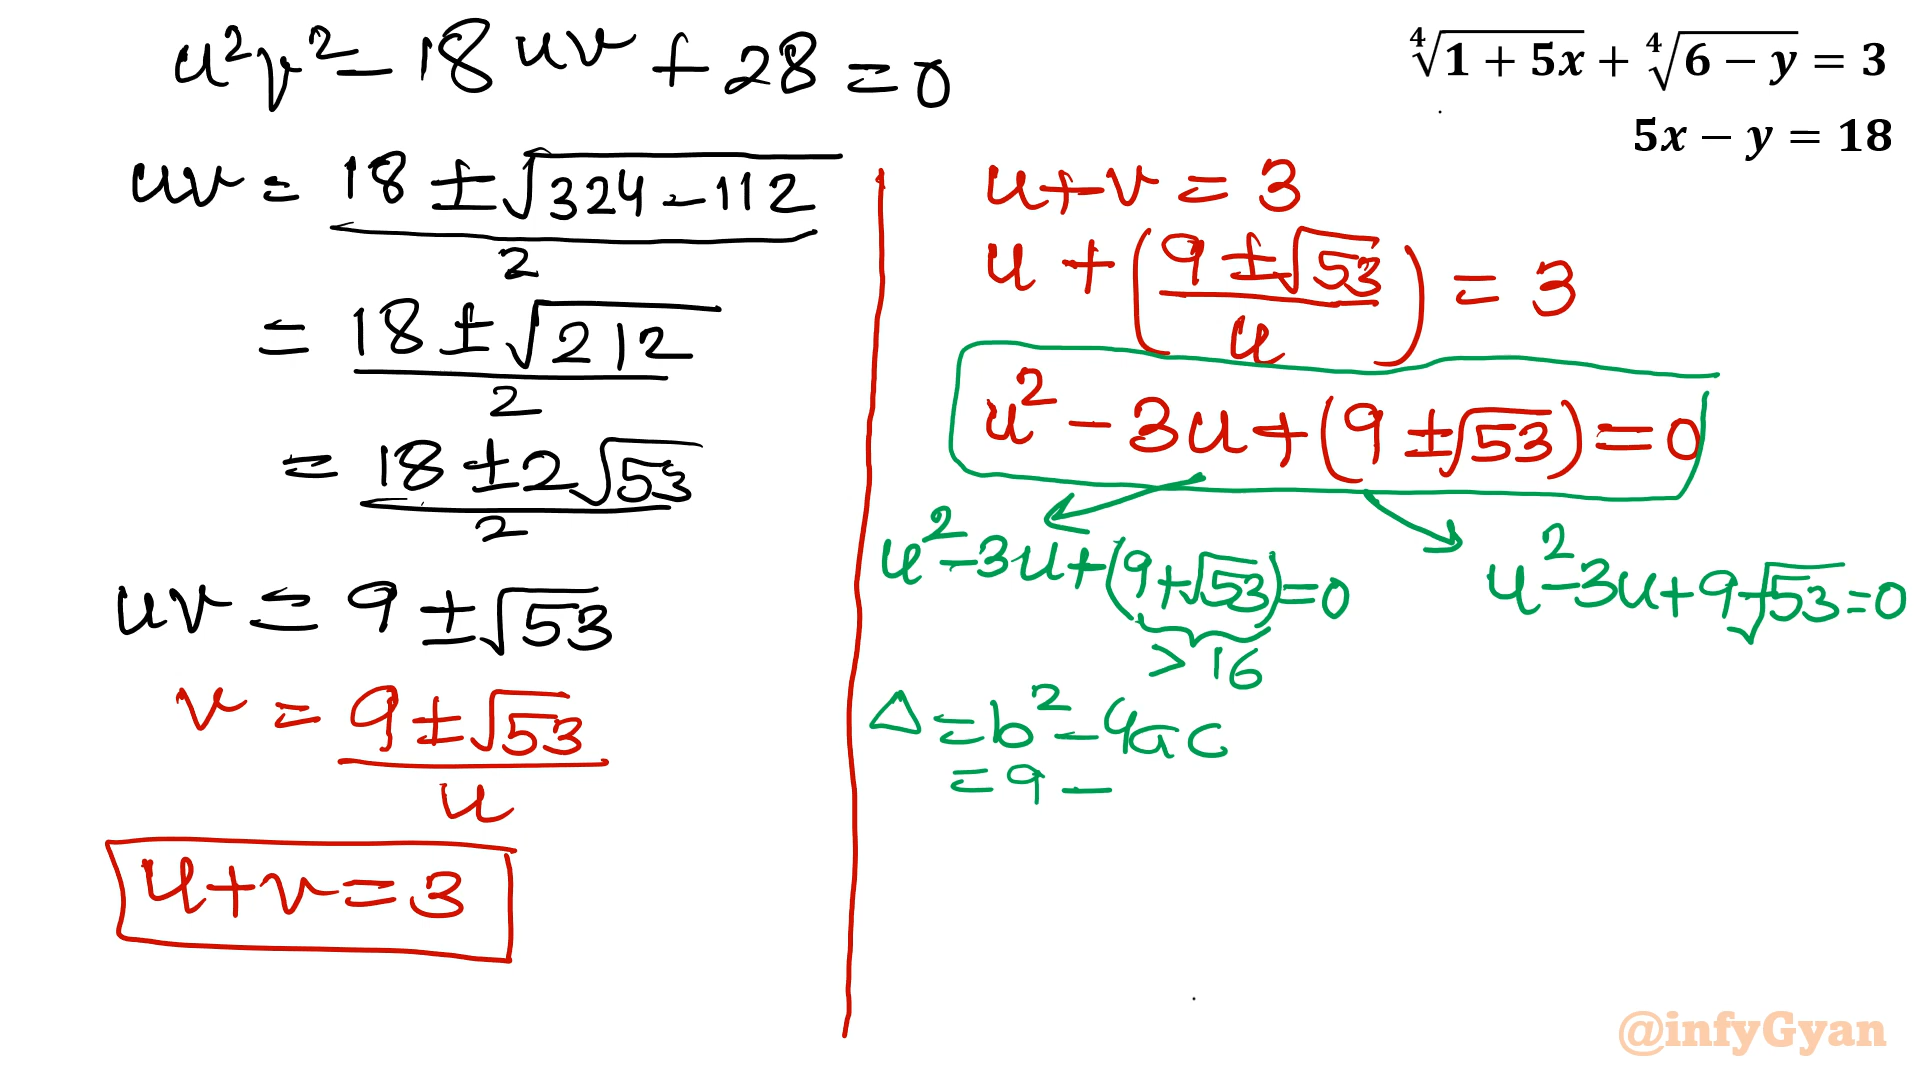 u²v² - 18uv + 28 = 0
uv = (18 ± √(324 - 112))/2
= (18 ± √212)/2
= (18 ± 2√53)/2
uv = 9 ± √53
v = (9 ± √53)/u
u + v = 3
∜(1 + 5x) + ∜(6 − y) = 3
5x − y = 18
u + v = 3
u + ((9 ± √53)/u) = 3
u² - 3u + (9 ± √53) = 0
u² - 3u + (9 + √53) = 0
> 16
Δ = b² - 4ac
= 9 -
u² - 3u + 9 - √53 = 0
@infyGyan